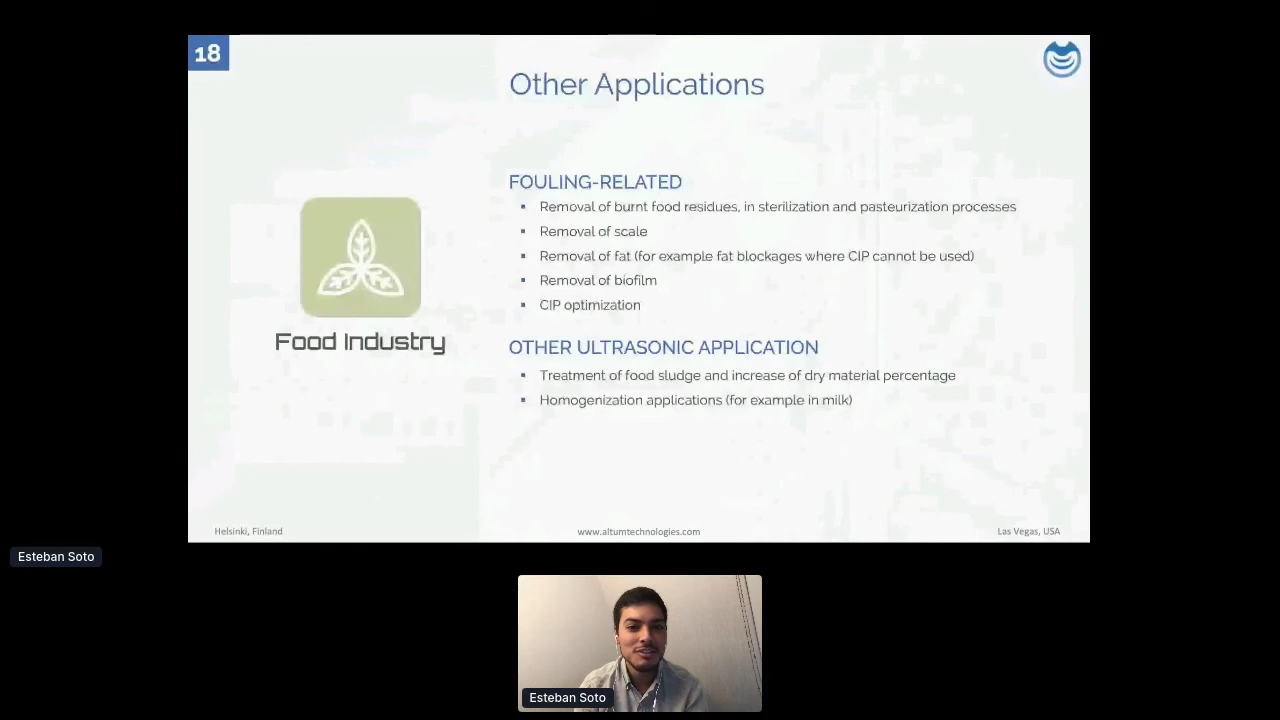 18
Other Applications
FOULING-RELATED
▪ Removal of burnt food residues, in sterilization and pasteurization processes
▪ Removal of scale
▪ Removal of fat (for example fat blockages where CIP cannot be used)
▪ Removal of biofilm
▪ CIP optimization
Food Industry
OTHER ULTRASONIC APPLICATION
▪ Treatment of food sludge and increase of dry material percentage
▪ Homogenization applications (for example in milk)
Helsinki, Finland
www.altumtechnologies.com
Las Vegas, USA
Esteban Soto
Esteban Soto